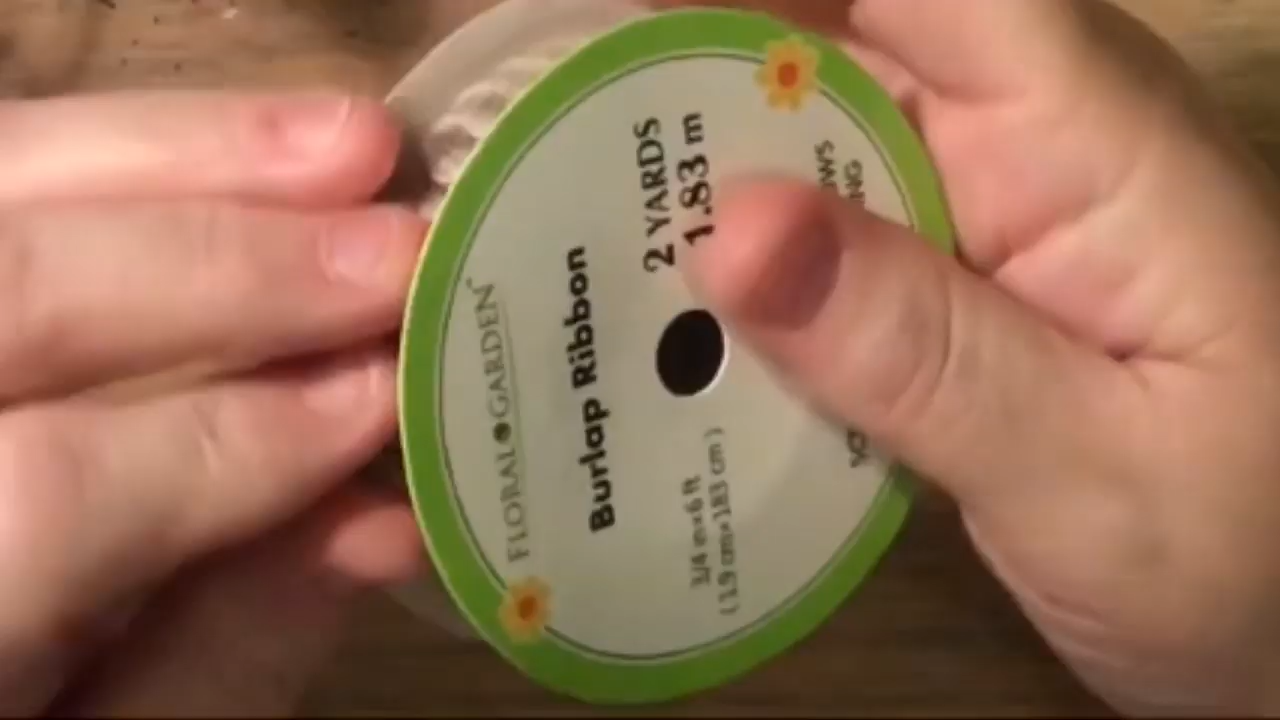 FLORAL GARDEN
Burlap Ribbon
2 YARDS
1.83 m
3/4 in×6 ft
( 1.9 cm×183 cm )